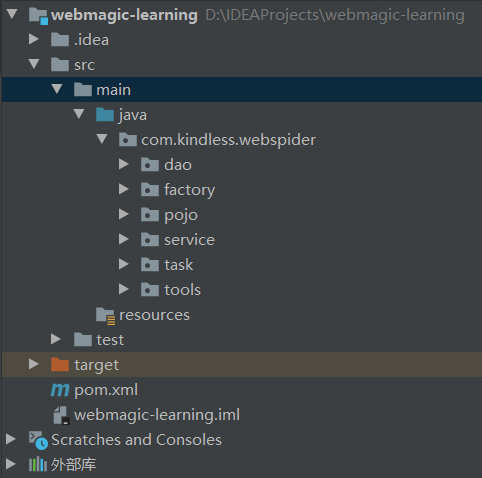 webmagic-learning D:\IDEAProjects\webmagic-learning
.idea
src
main
java
com.kindless.webspider
dao
factory
pojo
service
task
tools
resources
test
target
pom.xml
webmagic-learning.iml
Scratches and Consoles
外部库